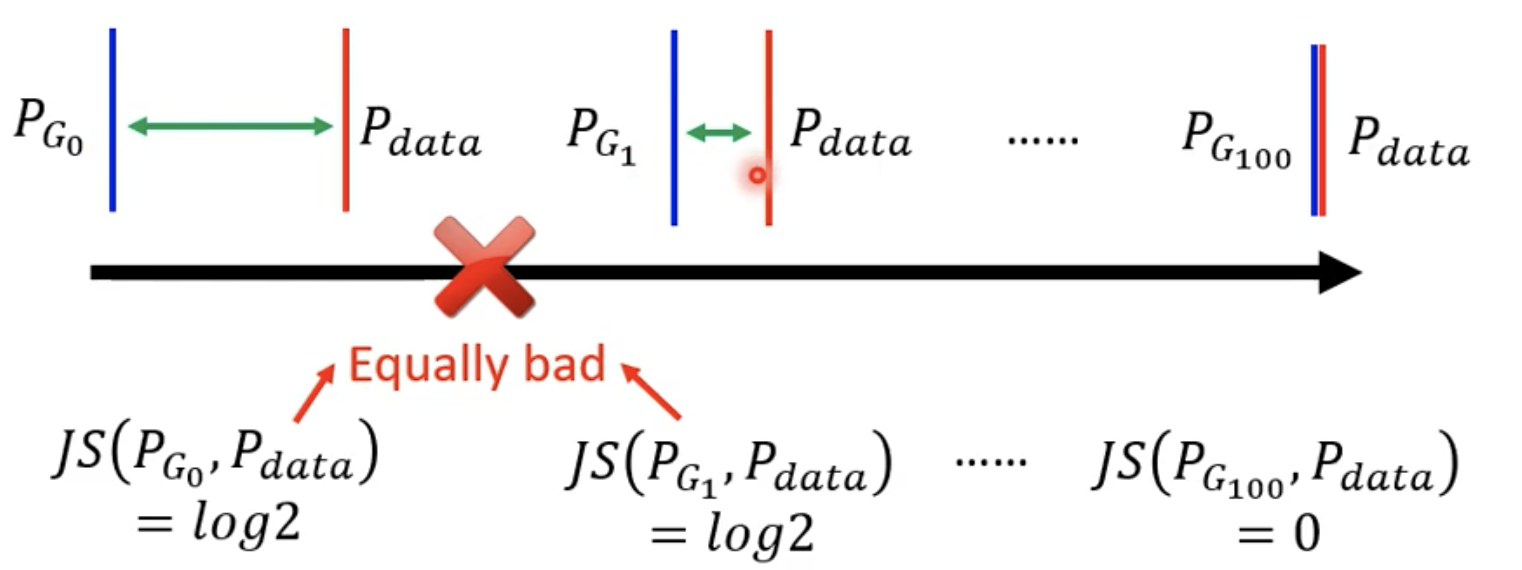 P_{G_0} P_{data} P_{G_1} P_{data} …… P_{G_{100}} P_{data}
Equally bad
JS(P_{G_0}, P_{data}) JS(P_{G_1}, P_{data}) …… JS(P_{G_{100}}, P_{data})
= log2 = log2 = 0